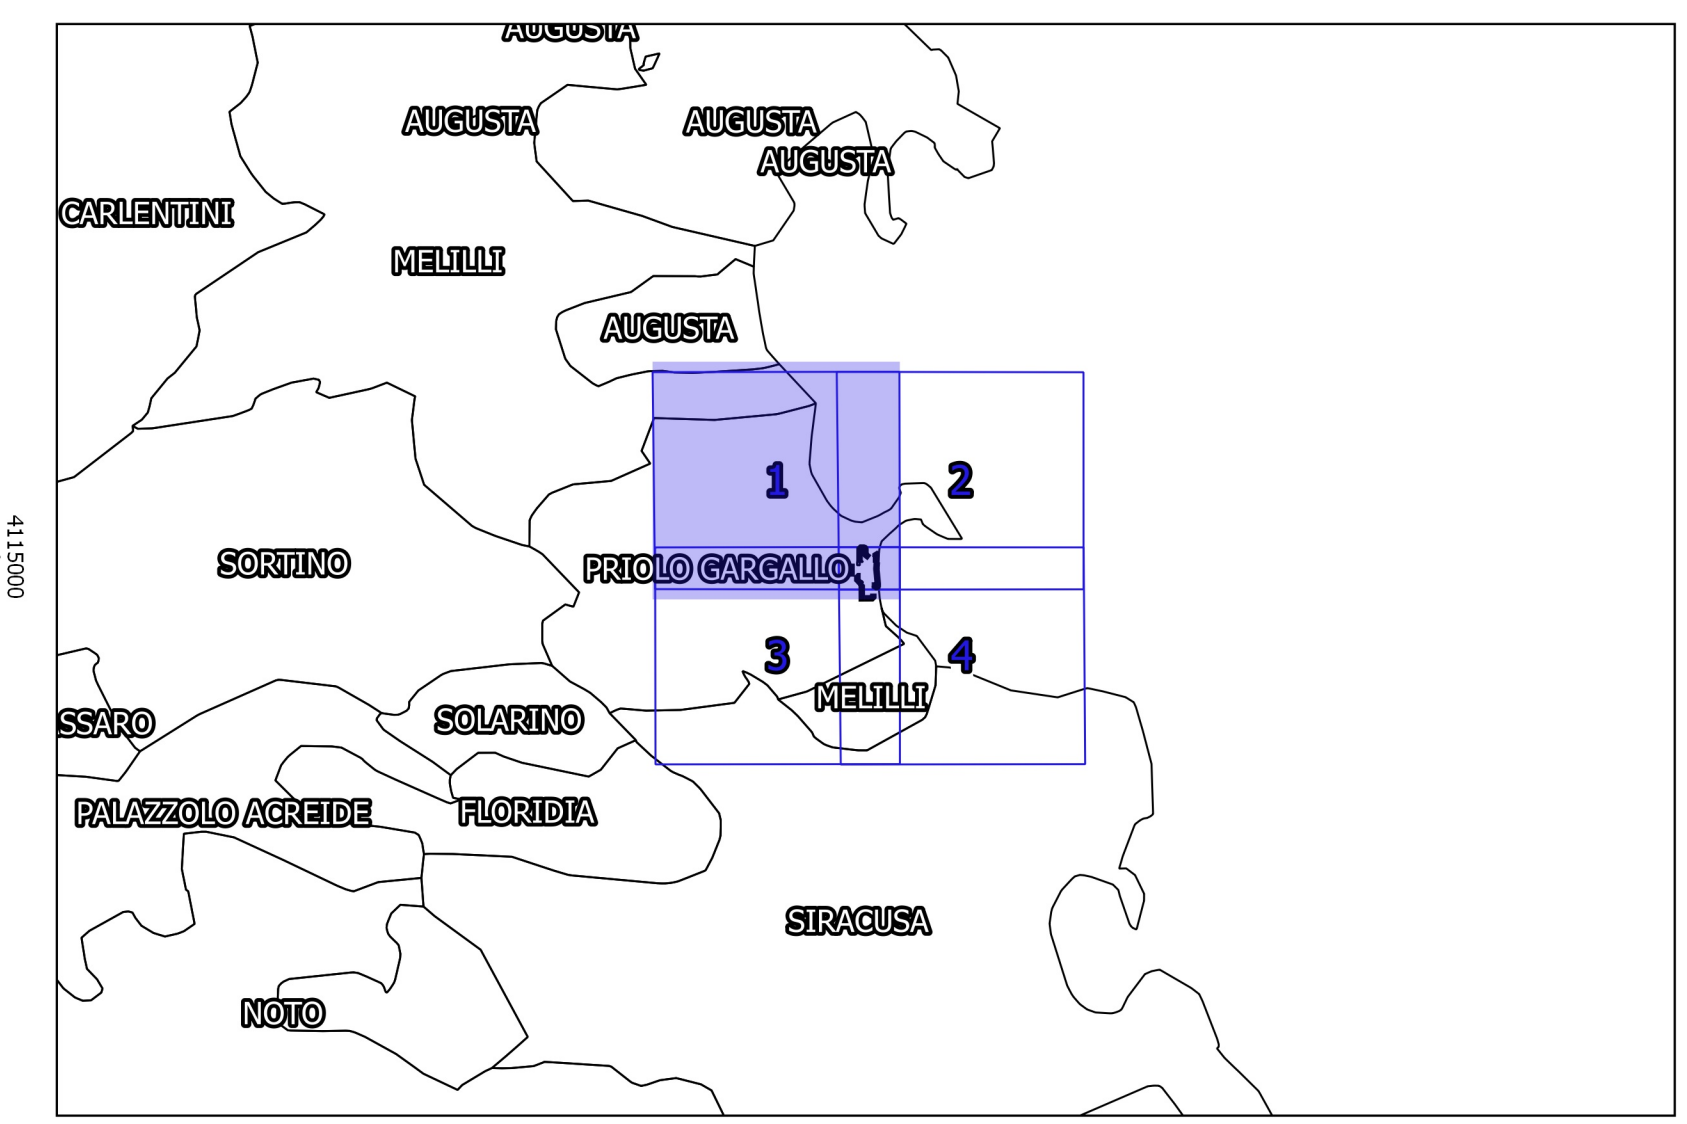 AUGUSTA
AUGUSTA
AUGUSTA
AUGUSTA
CARLENTINI
MELILLI
AUGUSTA
1
2
4115000
SORTINO
PRIOLO GARGALLO
3
4
MELILLI
SSARO
SOLARINO
PALAZZOLO ACREIDE
FLORIDIA
SIRACUSA
NOTO